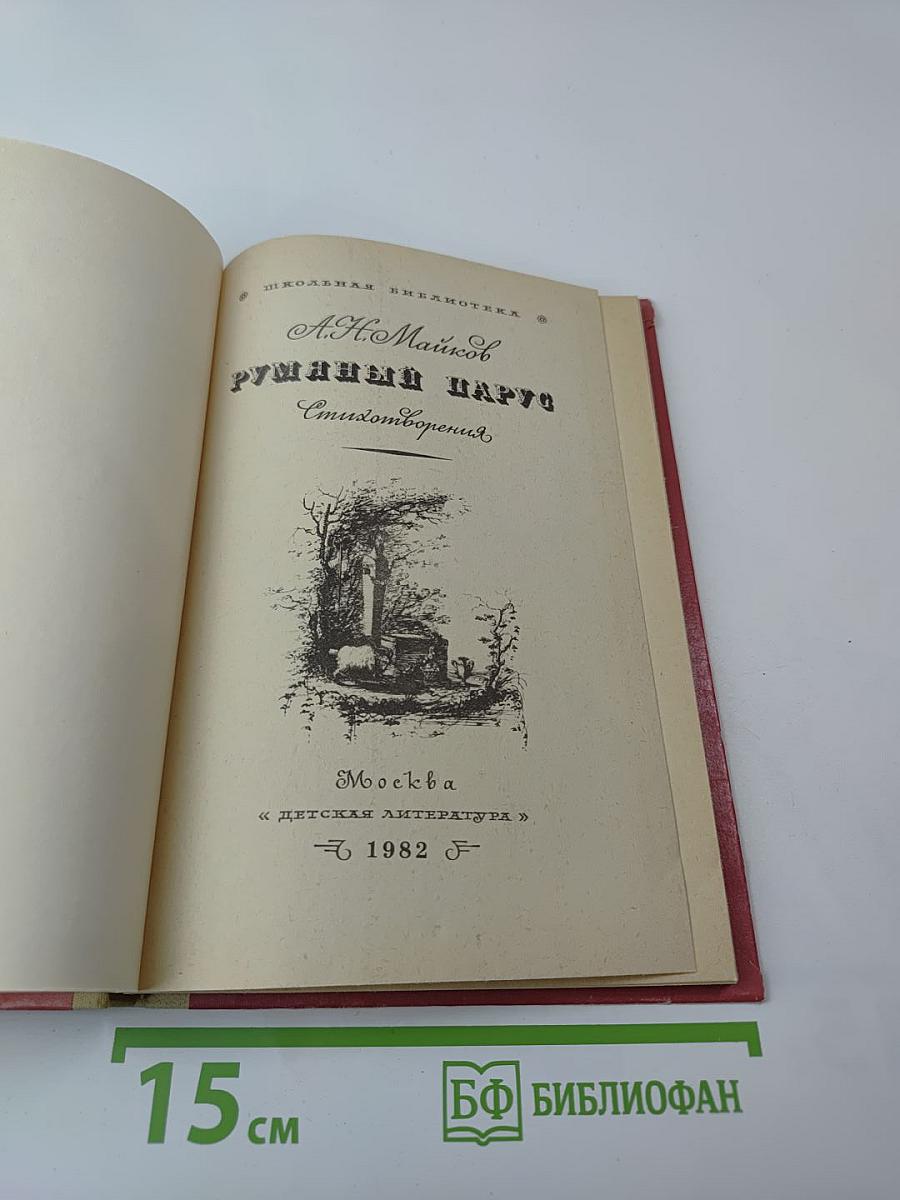 ШКОЛЬНАЯ БИБЛИОТЕКА
А.Н.Майков
РУМЯНЫЙ ПАРУС
Стихотворения
Москва
«ДЕТСКАЯ ЛИТЕРАТУРА»
1982
15 см
БФ БИБЛИОФАН